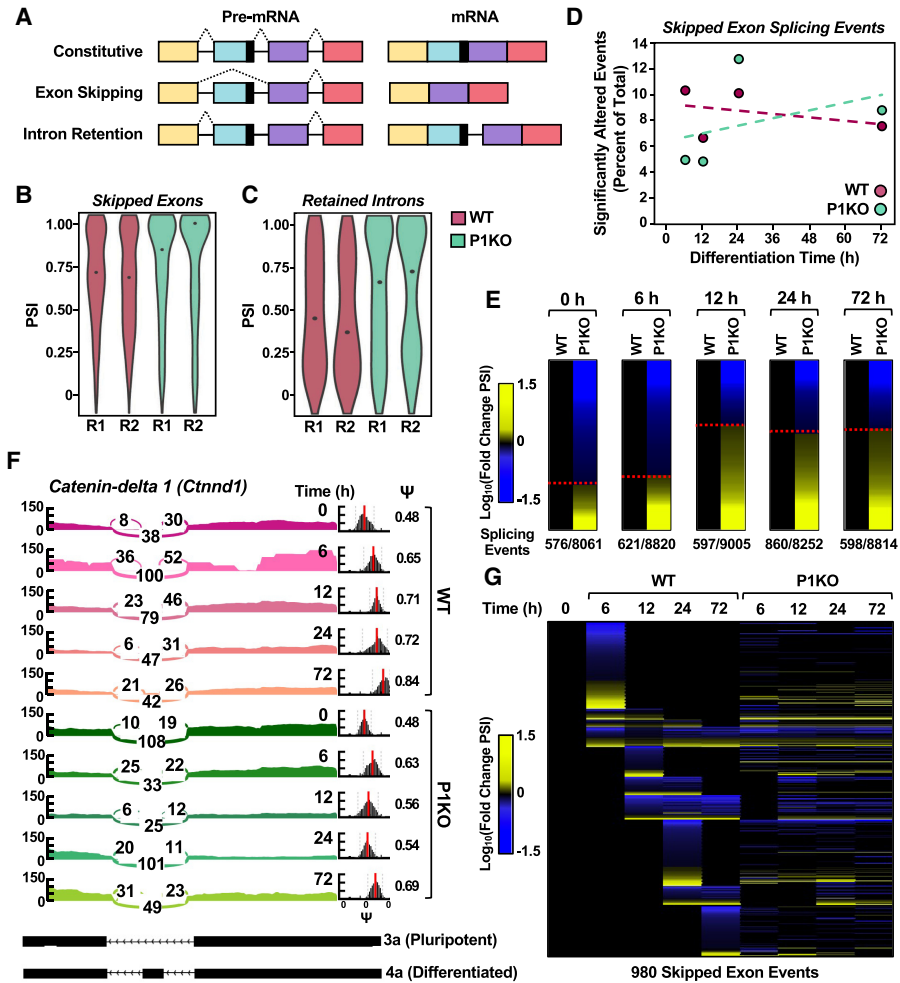 A
Pre-mRNA
mRNA
Constitutive
Exon Skipping
Intron Retention
B
Skipped Exons
PSI
1.00
0.75
0.50
0.25
0
R1 R2 R1 R2
C
Retained Introns
PSI
1.00
0.75
0.50
0.25
0
R1 R2 R1 R2
WT
P1KO
D
Skipped Exon Splicing Events
Significantly Altered Events
(Percent of Total)
14
12
10
8
6
4
2
0
0 12 24 36 48 60 72
Differentiation Time (h)
WT
P1KO
E
0 h 6 h 12 h 24 h 72 h
WT P1KO WT P1KO WT P1KO WT P1KO WT P1KO
Log10(Fold Change PSI)
1.5
0
-1.5
Splicing
Events
576/8061 621/8820 597/9005 860/8252 598/8814
F
Catenin-delta 1 (Ctnnd1)
Time (h)
Ψ
150
0
8 30
38
0
0.48
150
0
36 52
100
6
0.65
150
0
23 46
79
12
0.71
150
0
6 31
47
24
0.72
150
0
21 26
42
72
0.84
WT
150
0
10 19
108
0
0.48
150
0
25 22
33
6
0.63
150
0
6 12
25
12
0.56
150
0
20 11
101
24
0.54
150
0
31 23
49
72
0.69
P1KO
0 0 0
Ψ
3a (Pluripotent)
4a (Differentiated)
G
WT P1KO
Time (h) 0 6 12 24 72 6 12 24 72
Log10(Fold Change PSI)
1.5
0
-1.5
980 Skipped Exon Events